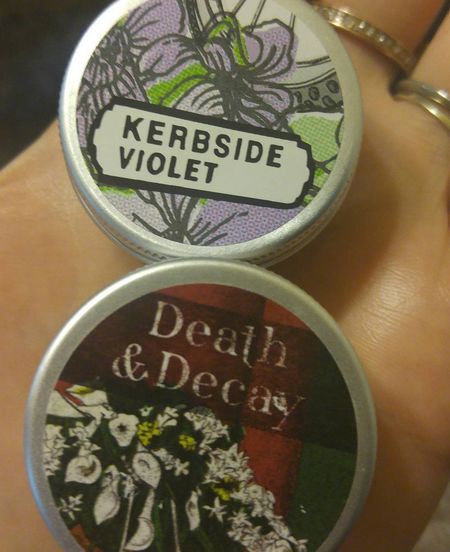 KERBSIDE
VIOLET
Death
& Decay